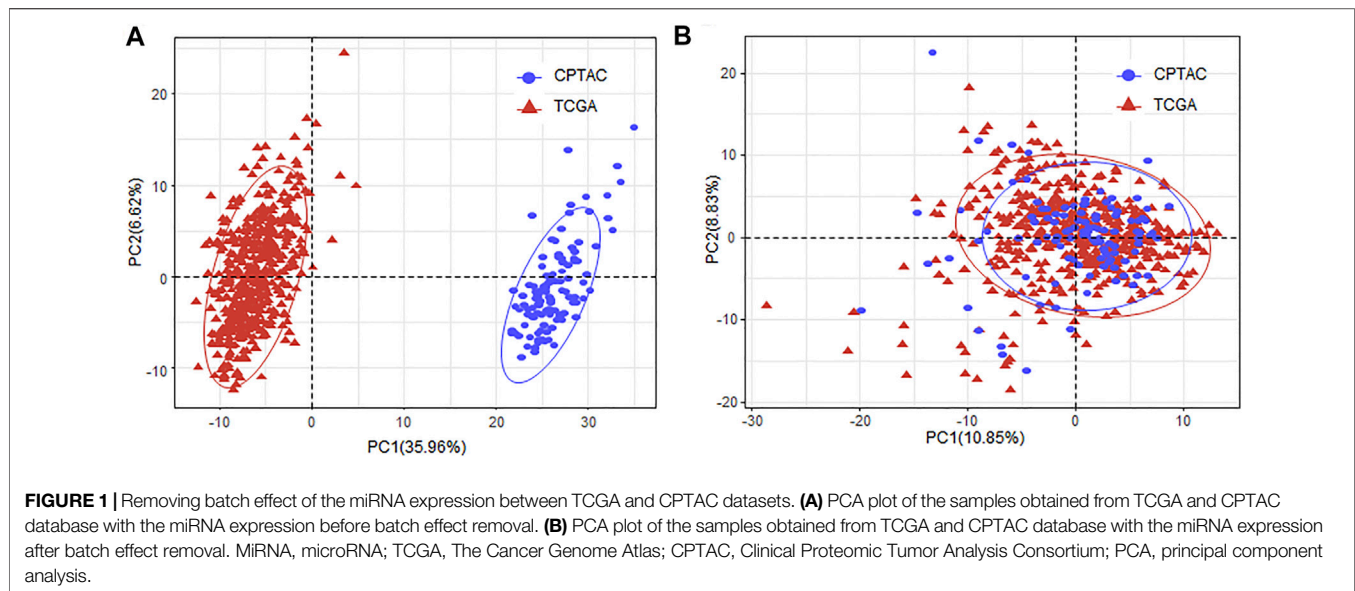 A
CPTAC
TCGA
20
10
0
-10
PC2(6.62%)
-10
0
10
20
30
PC1(35.96%)
B
CPTAC
TCGA
20
10
0
-10
-20
PC2(8.83%)
-30
-20
-10
0
10
PC1(10.85%)
FIGURE 1 | Removing batch effect of the miRNA expression between TCGA and CPTAC datasets. (A) PCA plot of the samples obtained from TCGA and CPTAC
database with the miRNA expression before batch effect removal. (B) PCA plot of the samples obtained from TCGA and CPTAC database with the miRNA expression
after batch effect removal. MiRNA, microRNA; TCGA, The Cancer Genome Atlas; CPTAC, Clinical Proteomic Tumor Analysis Consortium; PCA, principal component
analysis.